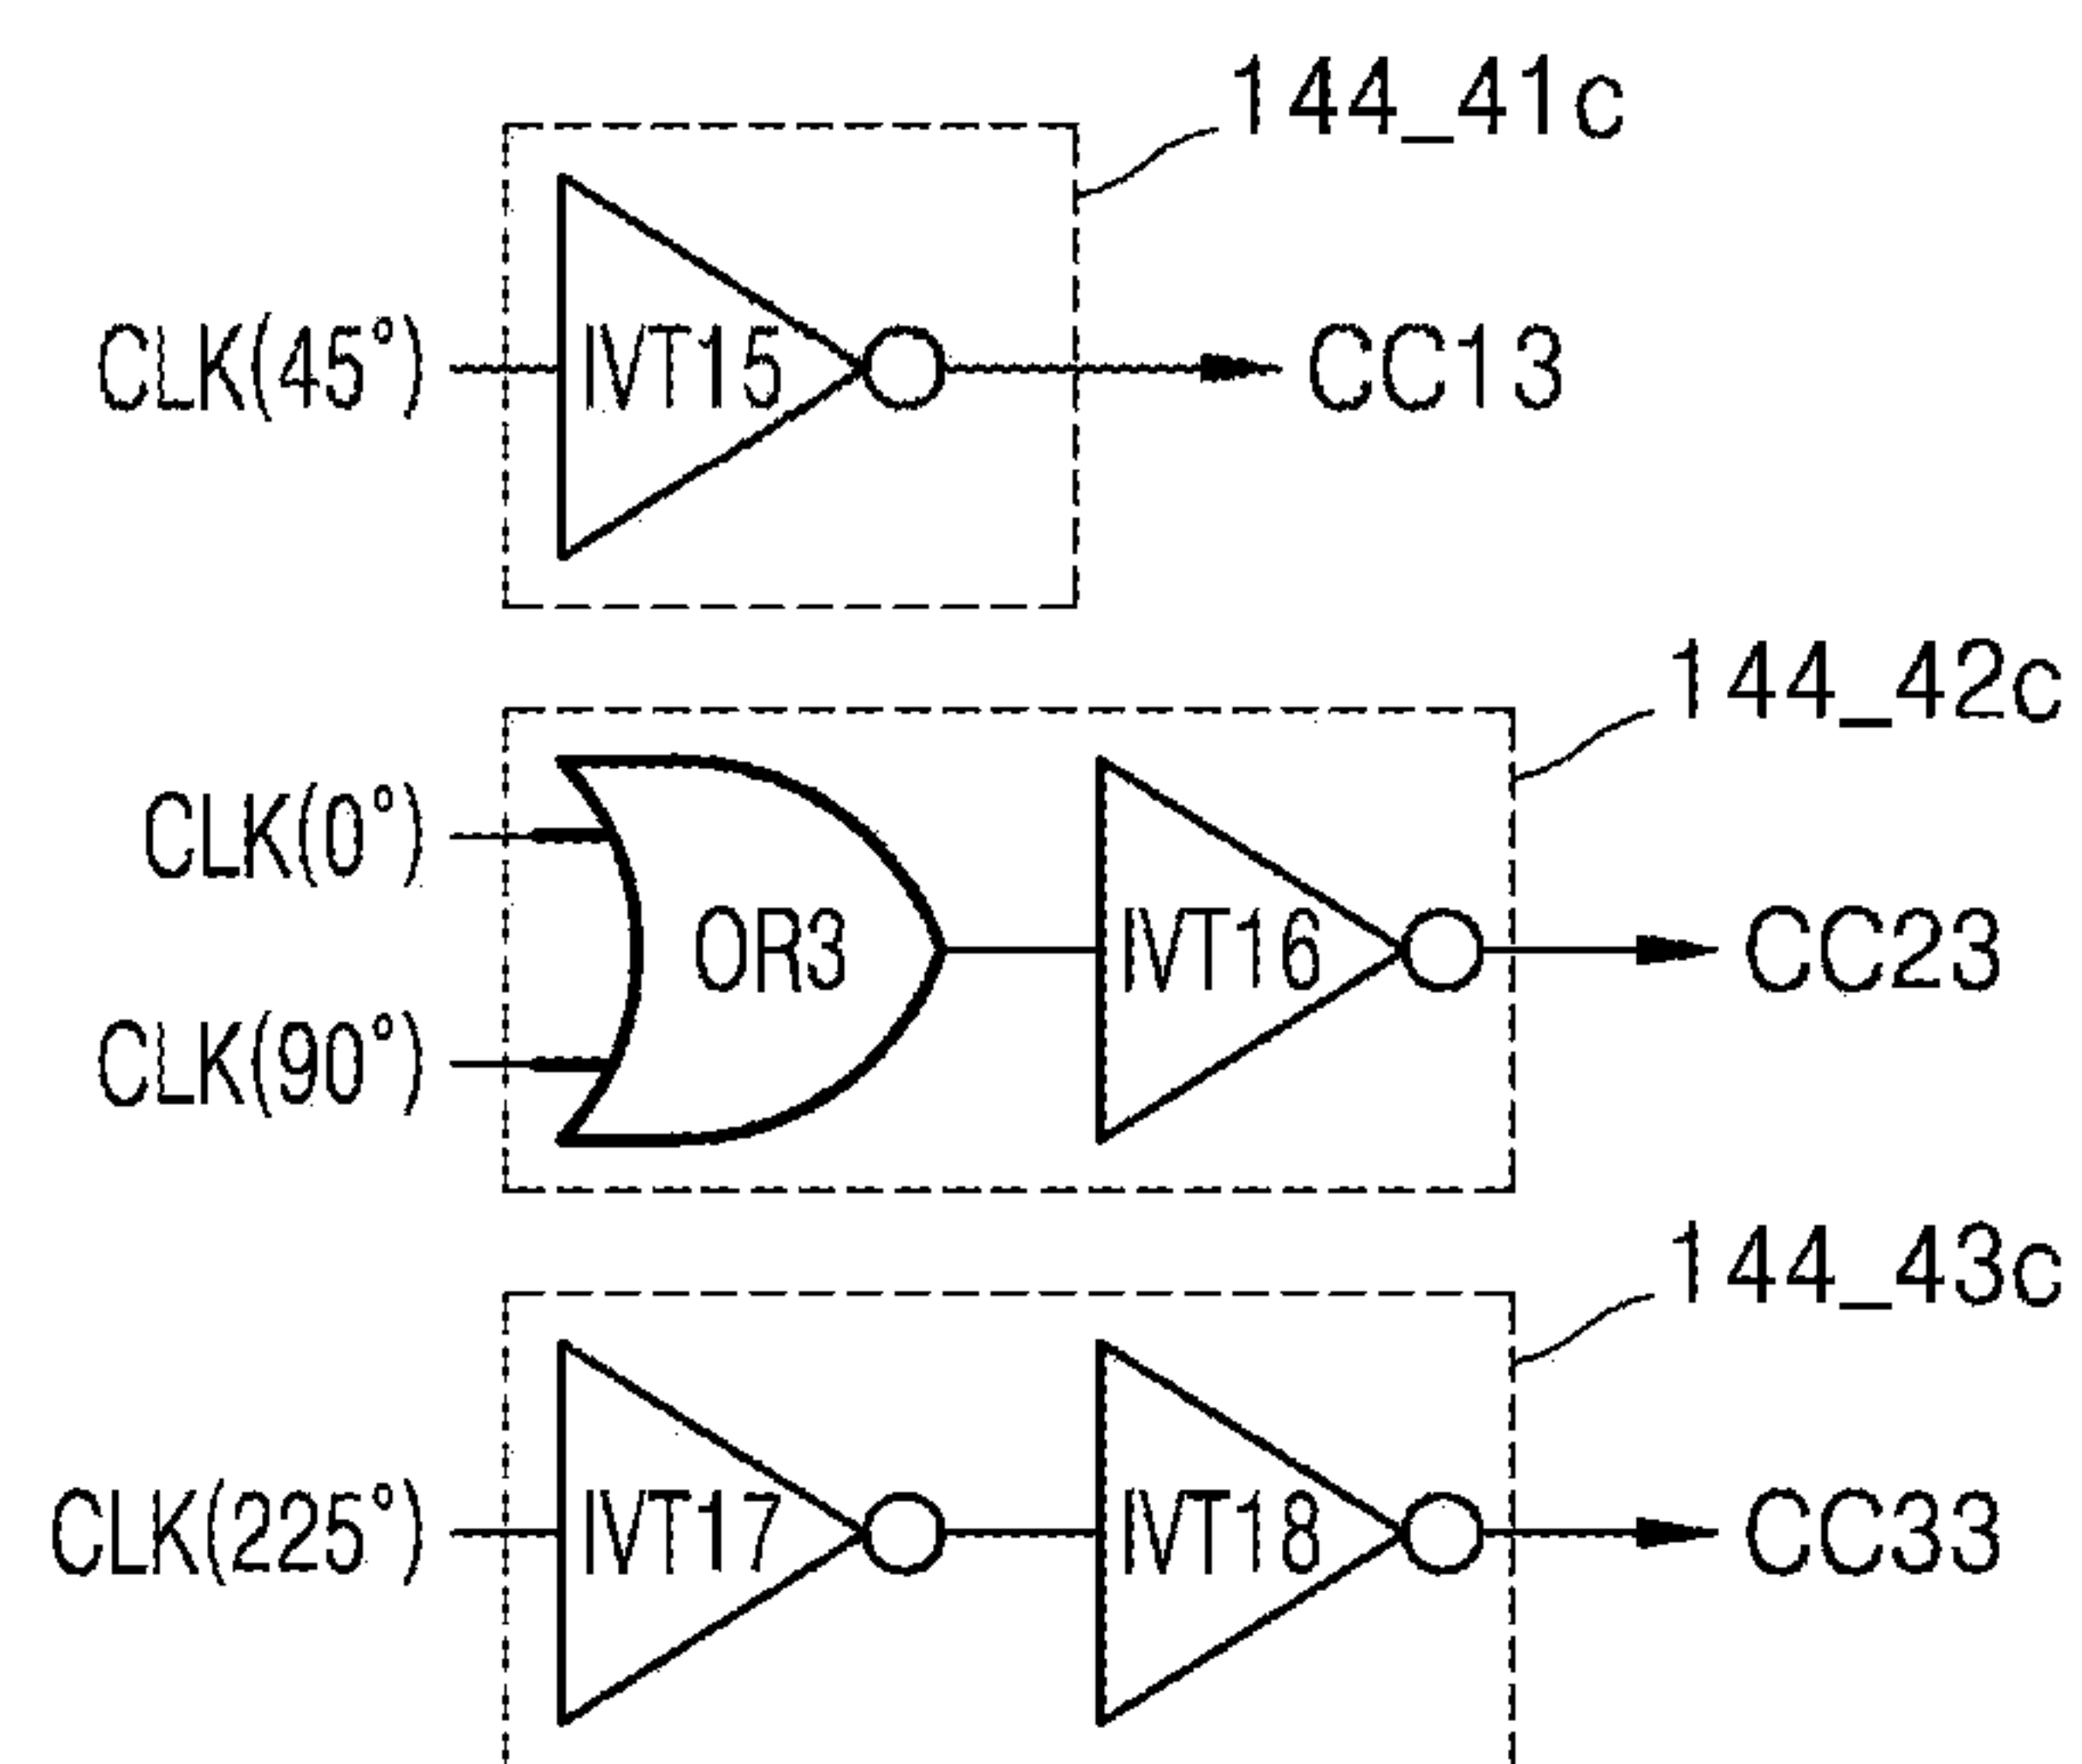 144_41c
CLK(45°) IVT15 CC13
144_42c
CLK(0°)
OR3 IVT16 CC23
CLK(90°)
144_43c
CLK(225°) IVT17 IVT18 CC33